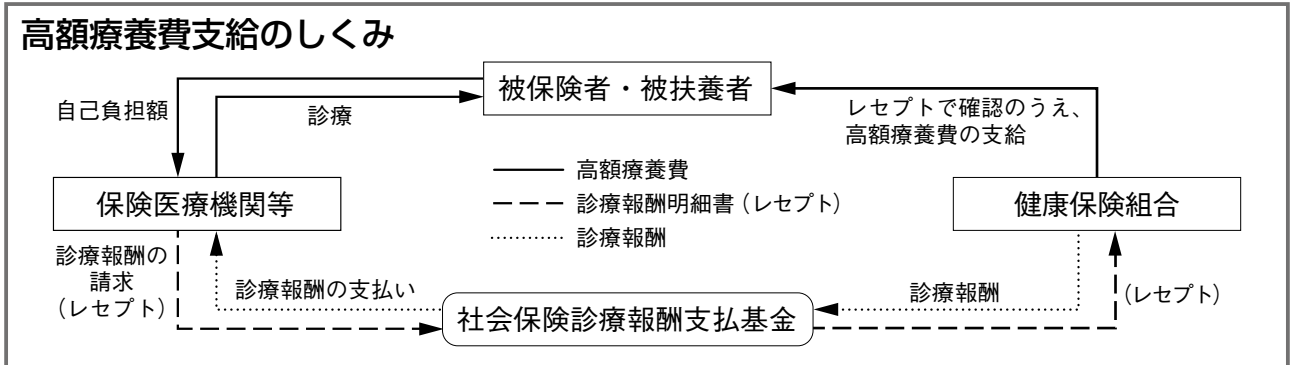 高額療養費支給のしくみ
被保険者・被扶養者
自己負担額
診療
レセプトで確認のうえ、
高額療養費の支給
高額療養費
診療報酬明細書（レセプト）
診療報酬
保険医療機関等
健康保険組合
診療報酬の
請求
（レセプト）
診療報酬の支払い
社会保険診療報酬支払基金
診療報酬
（レセプト）